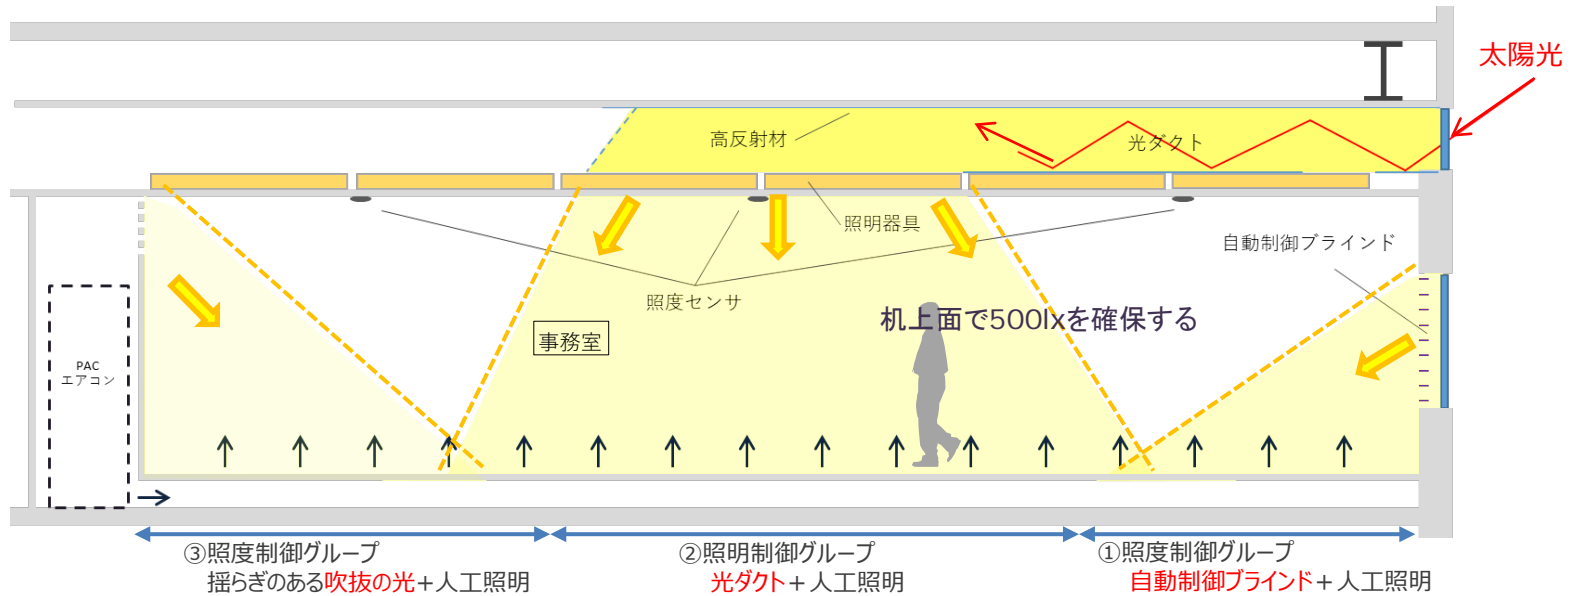 太陽光
高反射材
光ダクト
照明器具
自動制御ブラインド
照度センサ
机上面で500lxを確保する
事務室
PAC
エアコン
③照度制御グループ
揺らぎのある吹抜の光+人工照明
②照明制御グループ
光ダクト+人工照明
①照度制御グループ
自動制御ブラインド+人工照明